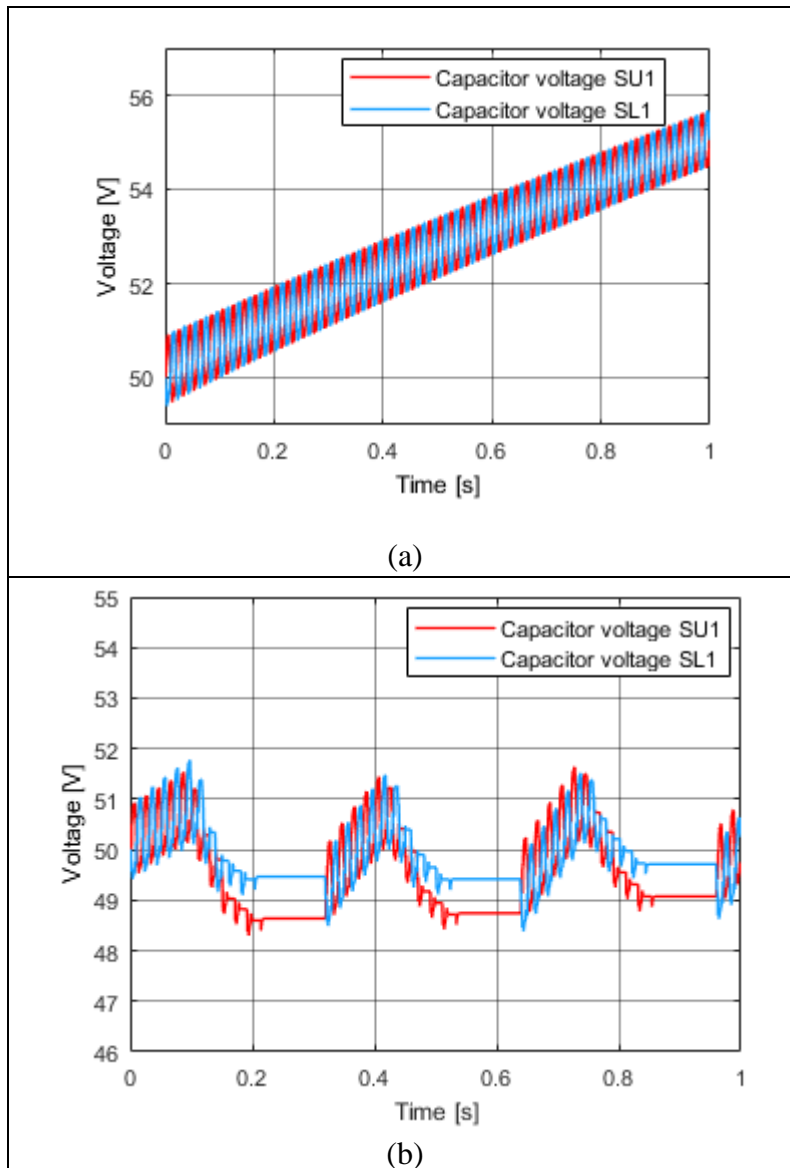 56
54
52
50
Voltage [V]
Capacitor voltage SU1
Capacitor voltage SL1
0 0.2 0.4 0.6 0.8 1
Time [s]
(a)
55
54
53
52
51
50
49
48
47
46
Voltage [V]
Capacitor voltage SU1
Capacitor voltage SL1
0 0.2 0.4 0.6 0.8 1
Time [s]
(b)